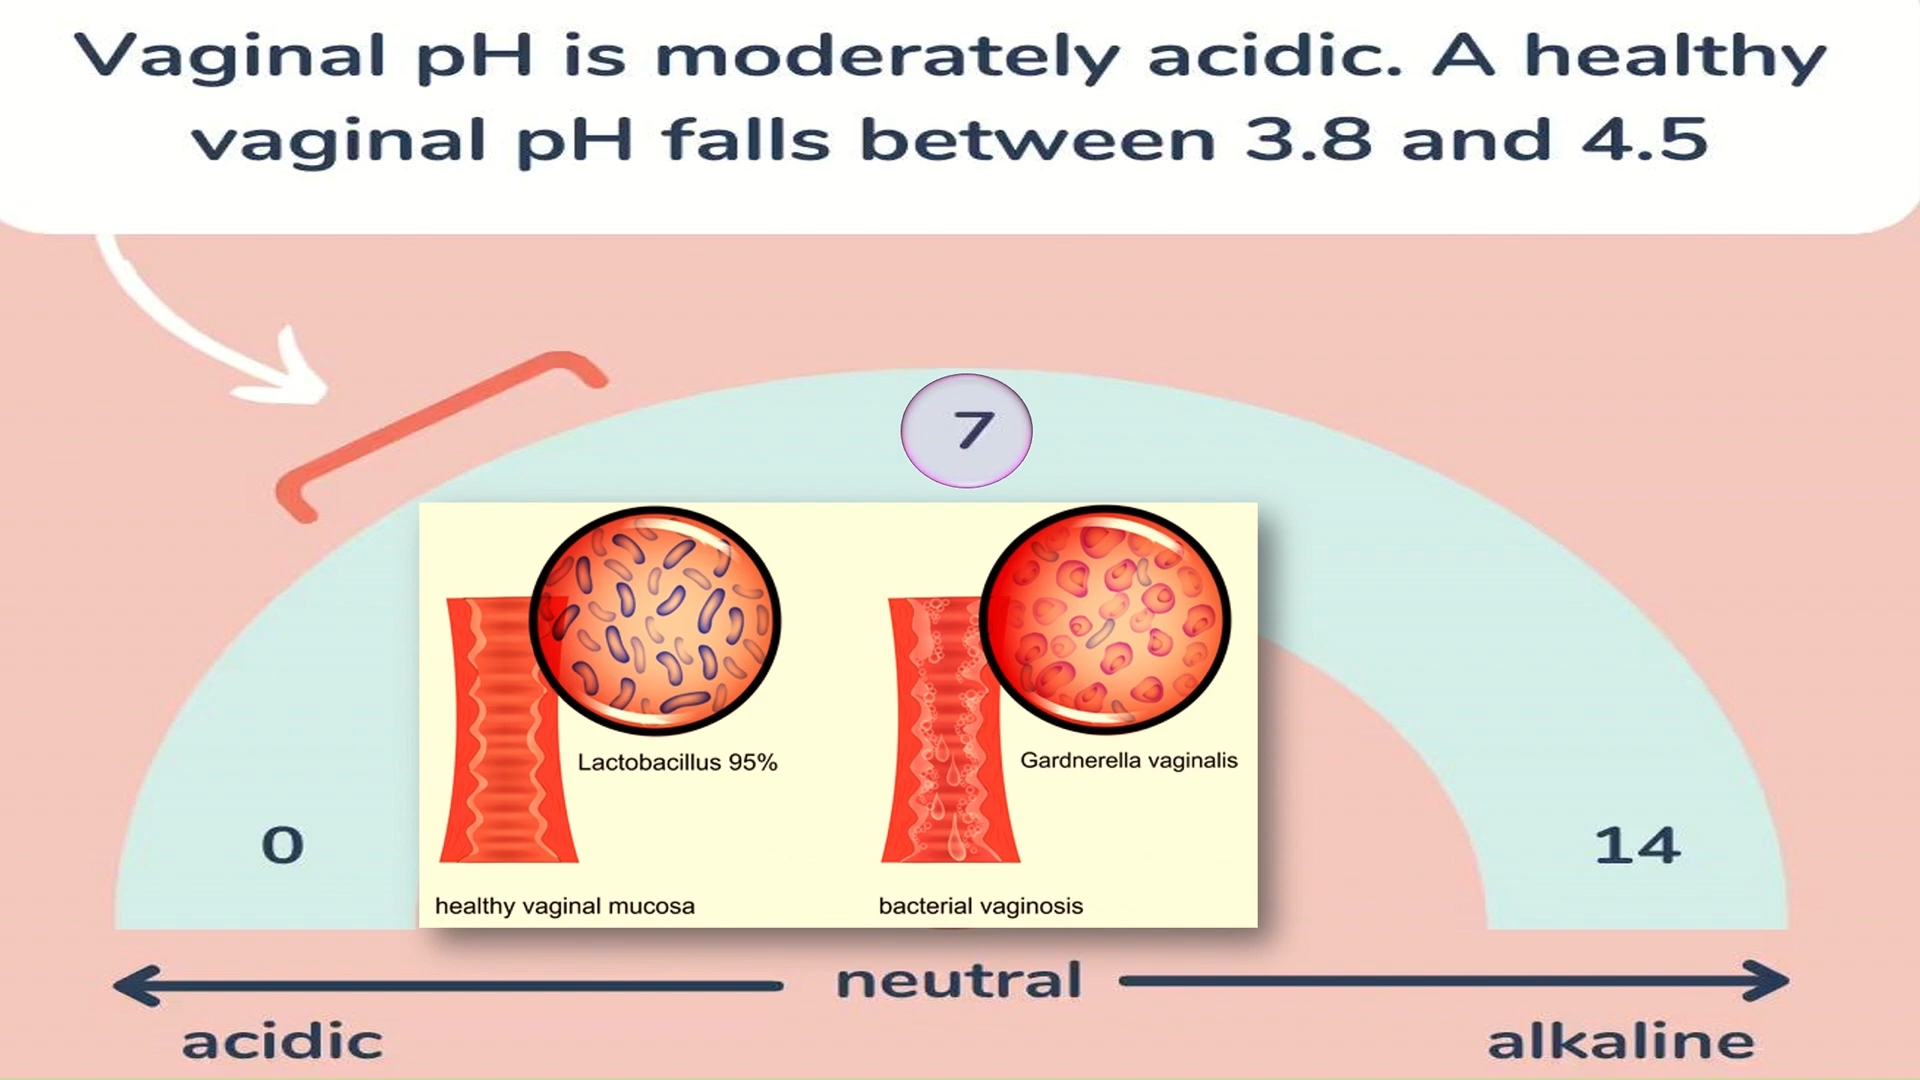 Vaginal pH is moderately acidic. A healthy
vaginal pH falls between 3.8 and 4.5
7
Lactobacillus 95%
Gardnerella vaginalis
0
14
healthy vaginal mucosa
bacterial vaginosis
neutral
acidic
alkaline